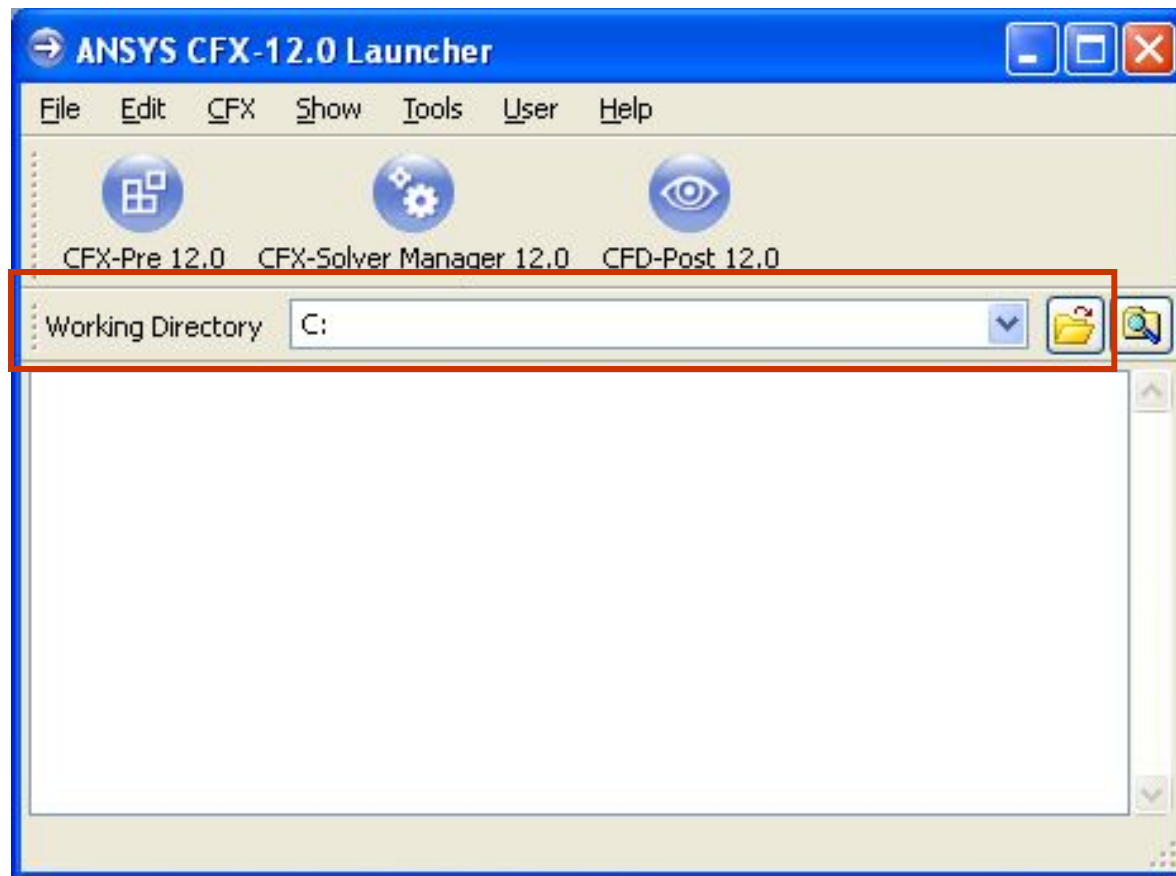 ANSYS CFX-12.0 Launcher
File Edit CFX Show Tools User Help
CFX-Pre 12.0 CFX-Solver Manager 12.0 CFD-Post 12.0
Working Directory C: